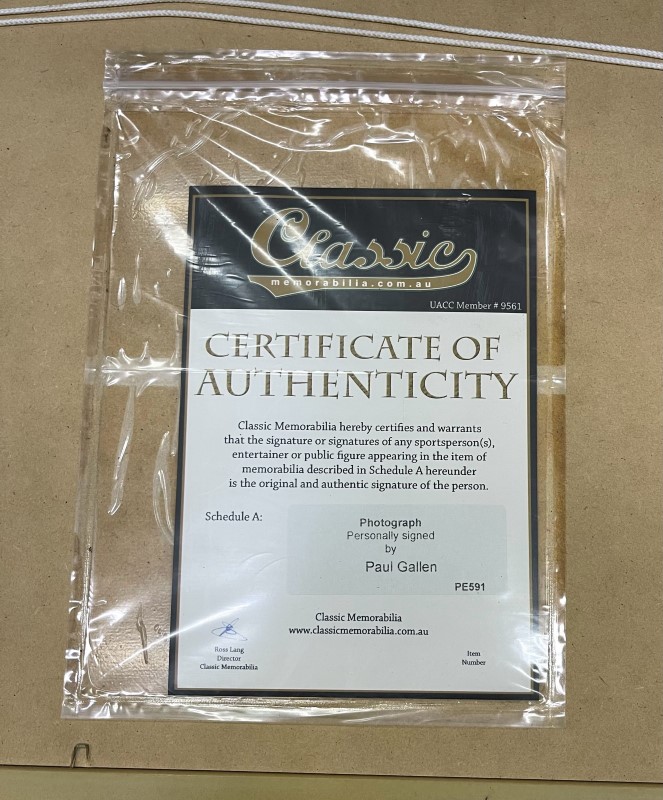 Classic
memorabilia.com.au
UACC Member # 9561
CERTIFICATE OF
AUTHENTICITY
Classic Memorabilia hereby certifies and warrants
that the signature or signatures of any sportsperson(s),
entertainer or public figure appearing in the item of
memorabilia described in Schedule A hereunder
is the original and authentic signature of the person.
Schedule A:
Photograph
Personally signed
by
Paul Gallen
PE591
Classic Memorabilia
www.classicmemorabilia.com.au
Ross Lang
Director
Classic Memorabilia
Item
Number